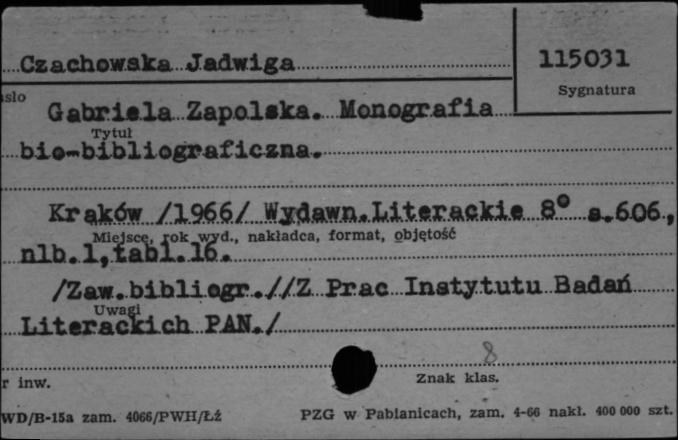 Czachowska Jadwiga
115031
Sygnatura
Gabriela Zapolska. Monografia
Tytuł
bio-bibliograficzna.
Kraków /1966/ Wydawn.Literackie 8° s.606,
Miejsce, rok wyd., nakładca, format, objętość
nlb.1,tabl.16.
/Zaw.bibliogr.//Z Prac Instytutu Badań
Uwagi
Literackich PAN./
8
r inw.
Znak klas.
WD/B-15a zam. 4066/PWH/Łź
PZG w Pabianicach, zam. 4-66 nakł. 400 000 szt.